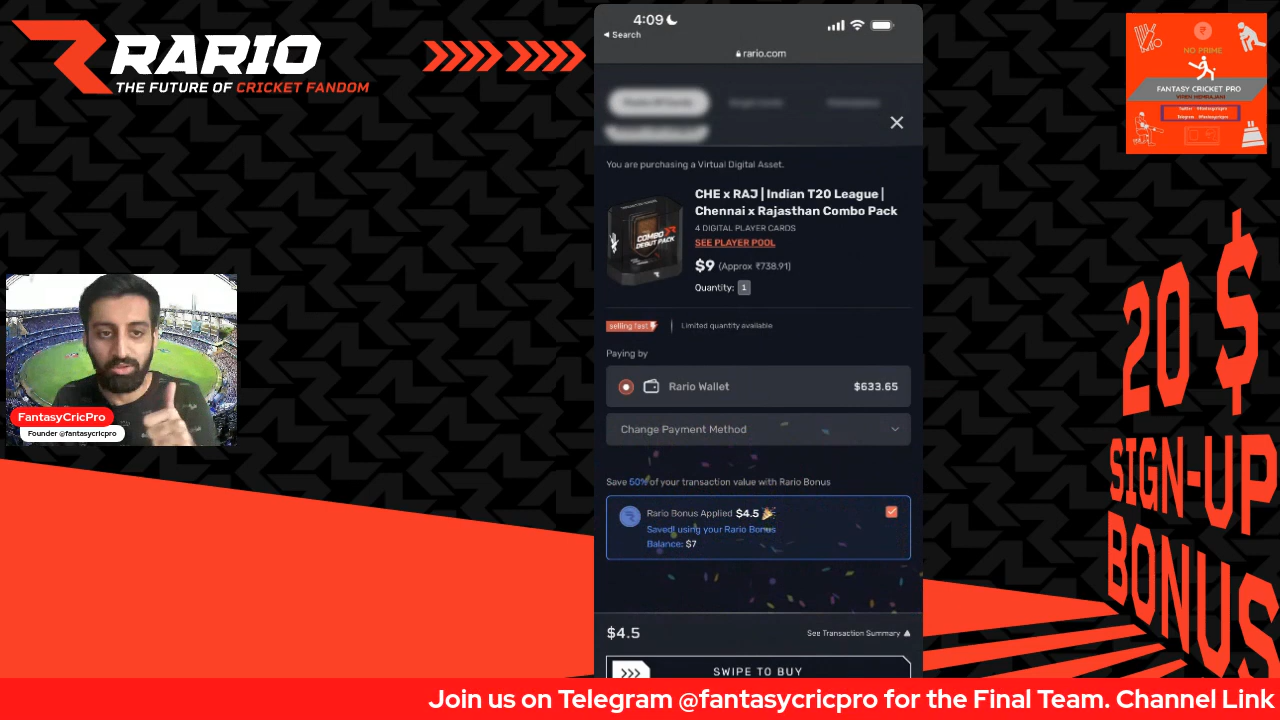 RARIO
THE FUTURE OF CRICKET FANDOM
4:09
Search
rario.com
You are purchasing a Virtual Digital Asset.
CHE x RAJ | Indian T20 League |
Chennai x Rajasthan Combo Pack
4 DIGITAL PLAYER CARDS
SEE PLAYER POOL
$9 (Approx ₹738.91)
Quantity: 1
COMBO
DEBUT PACK
selling fast
Limited quantity available
Paying by
Rario Wallet
$633.65
Change Payment Method
Save 50% of your transaction value with Rario Bonus
Rario Bonus Applied $4.5
Saved! using your Rario Bonus
Balance: $7
$4.5
See Transaction Summary
SWIPE TO BUY
FantasyCricPro
Founder @fantasycricpro
NO PRIME
FANTASY CRICKET PRO
20 $
SIGN-UP
BONUS
Join us on Telegram @fantasycricpro for the Final Team. Channel Link